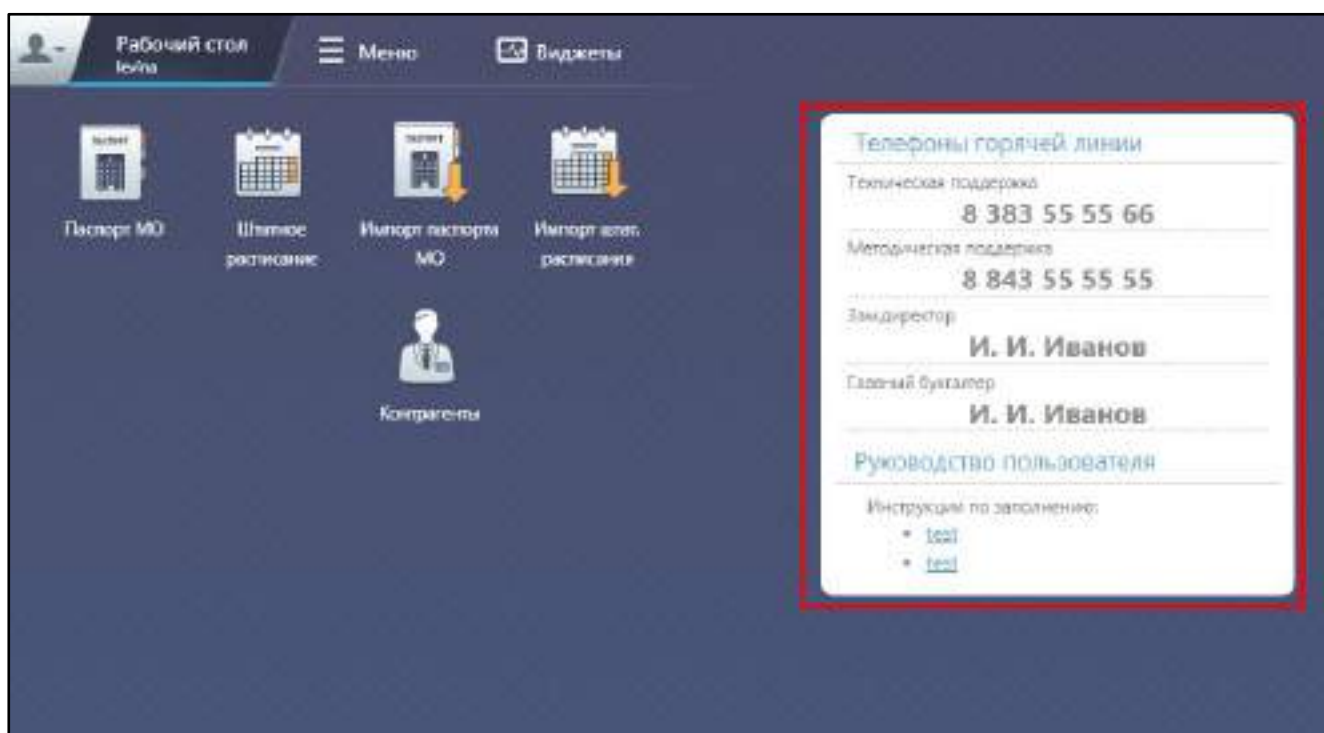 Рабочий стол
levina
Меню
Виджеты
Паспорт МО
Штатное
расписание
Импорт паспорта
МО
Импорт штат.
расписания
Контрагенты
Телефоны горячей линии
Техническая поддержка
8 383 55 55 66
Методическая поддержка
8 843 55 55 55
Зам.директор
И. И. Иванов
Главный бухгалтер
И. И. Иванов
Руководство пользователя
Инструкции по заполнению:
• test
• test